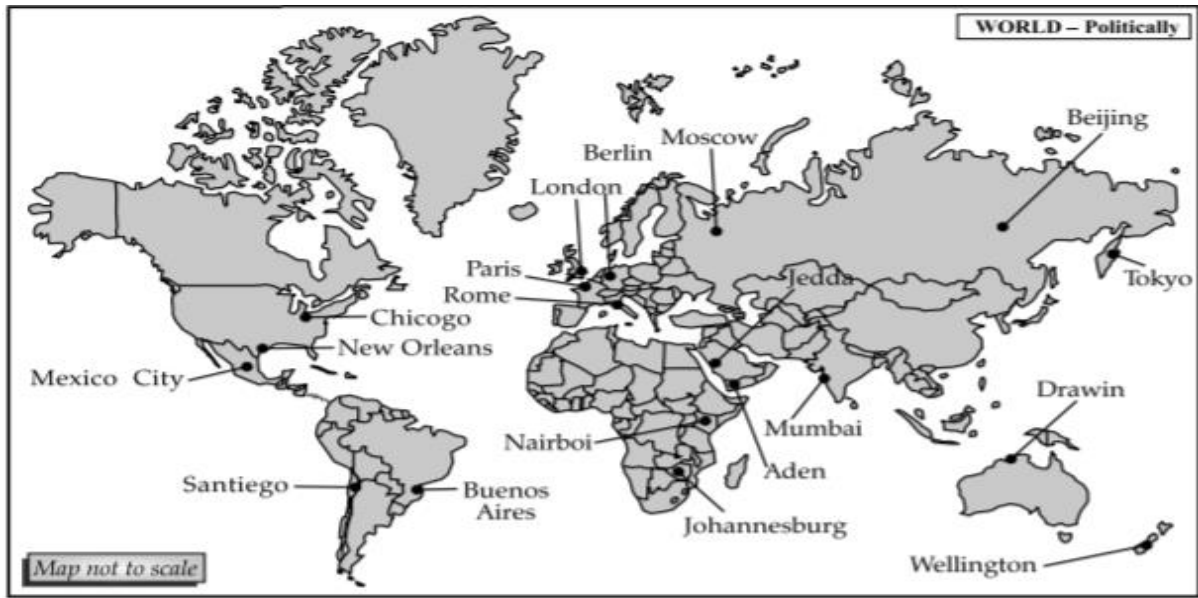 WORLD – Politically
Beijing
Moscow
Berlin
London
Paris
Jedda
Tokyo
Rome
Chicogo
New Orleans
Mexico City
Drawin
Mumbai
Nairboi
Aden
Santiego
Buenos
Aires
Johannesburg
Wellington
Map not to scale